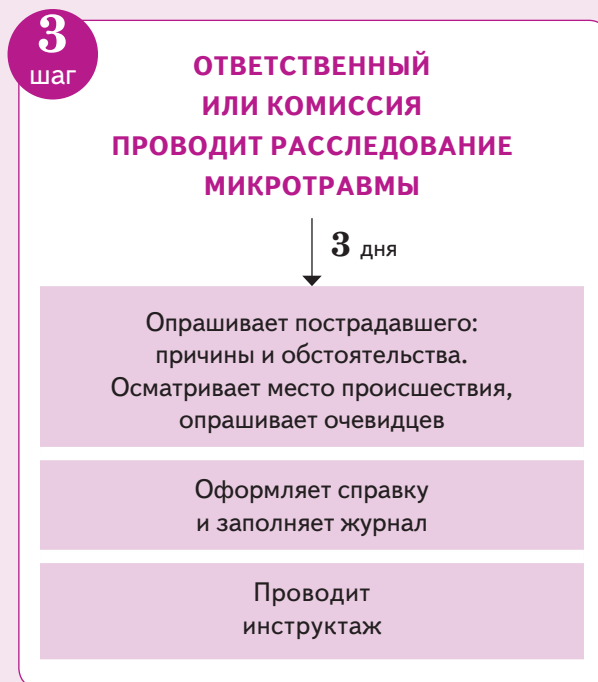 3
шаг
ОТВЕТСТВЕННЫЙ
ИЛИ КОМИССИЯ
ПРОВОДИТ РАССЛЕДОВАНИЕ
МИКРОТРАВМЫ
3 дня
Опрашивает пострадавшего:
причины и обстоятельства.
Осматривает место происшествия,
опрашивает очевидцев
Оформляет справку
и заполняет журнал
Проводит
инструктаж